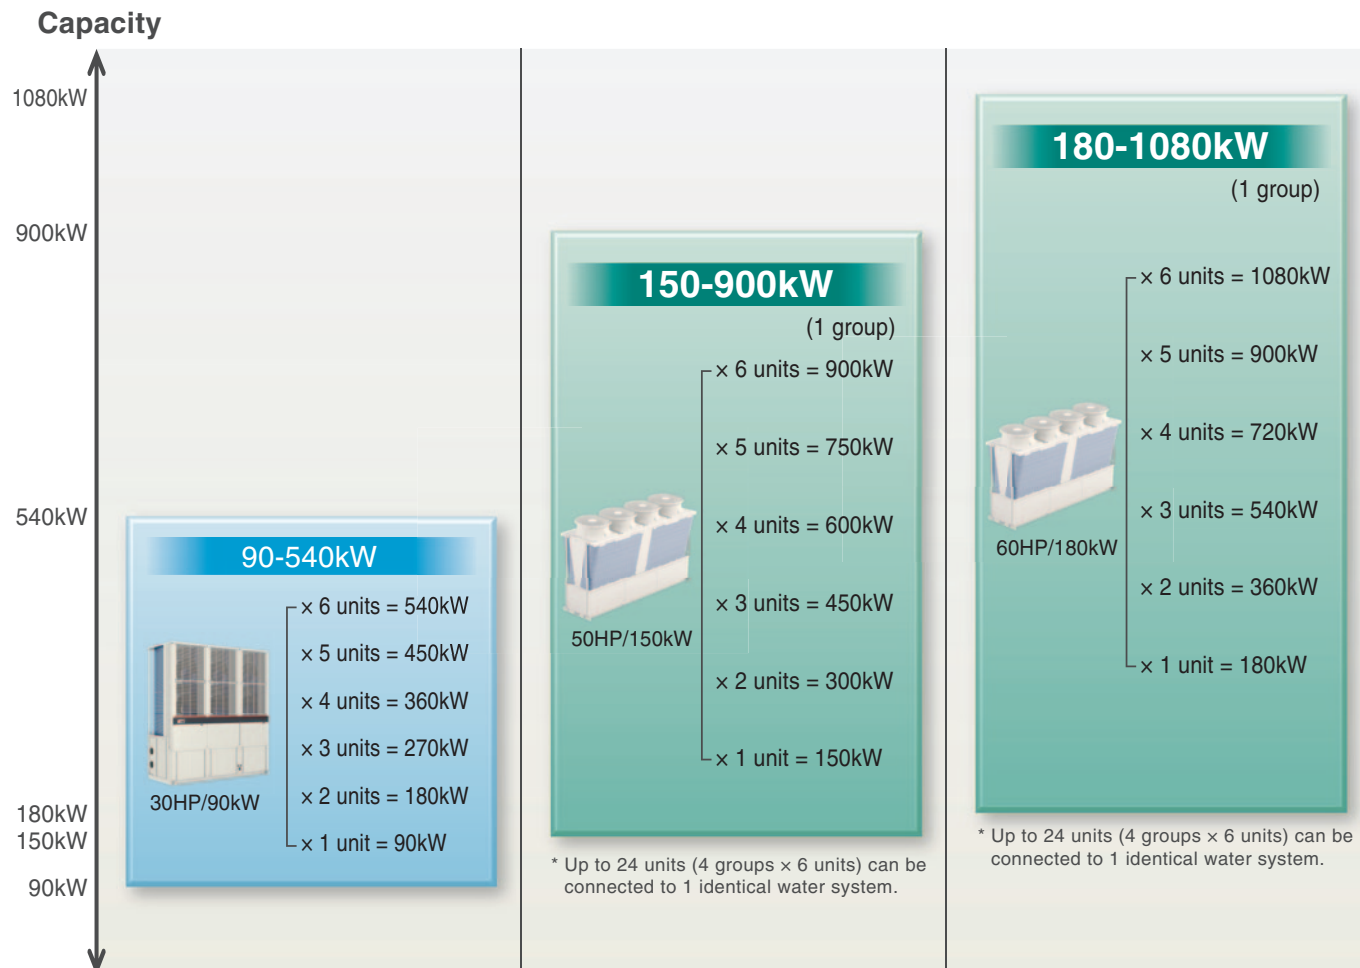 Capacity
1080kW
900kW
540kW
180kW
150kW
90kW
90-540kW
× 6 units = 540kW
× 5 units = 450kW
× 4 units = 360kW
× 3 units = 270kW
× 2 units = 180kW
× 1 unit = 90kW
30HP/90kW
150-900kW
(1 group)
× 6 units = 900kW
× 5 units = 750kW
× 4 units = 600kW
× 3 units = 450kW
× 2 units = 300kW
× 1 unit = 150kW
50HP/150kW
* Up to 24 units (4 groups × 6 units) can be
connected to 1 identical water system.
180-1080kW
(1 group)
× 6 units = 1080kW
× 5 units = 900kW
× 4 units = 720kW
× 3 units = 540kW
× 2 units = 360kW
× 1 unit = 180kW
60HP/180kW
* Up to 24 units (4 groups × 6 units) can be
connected to 1 identical water system.